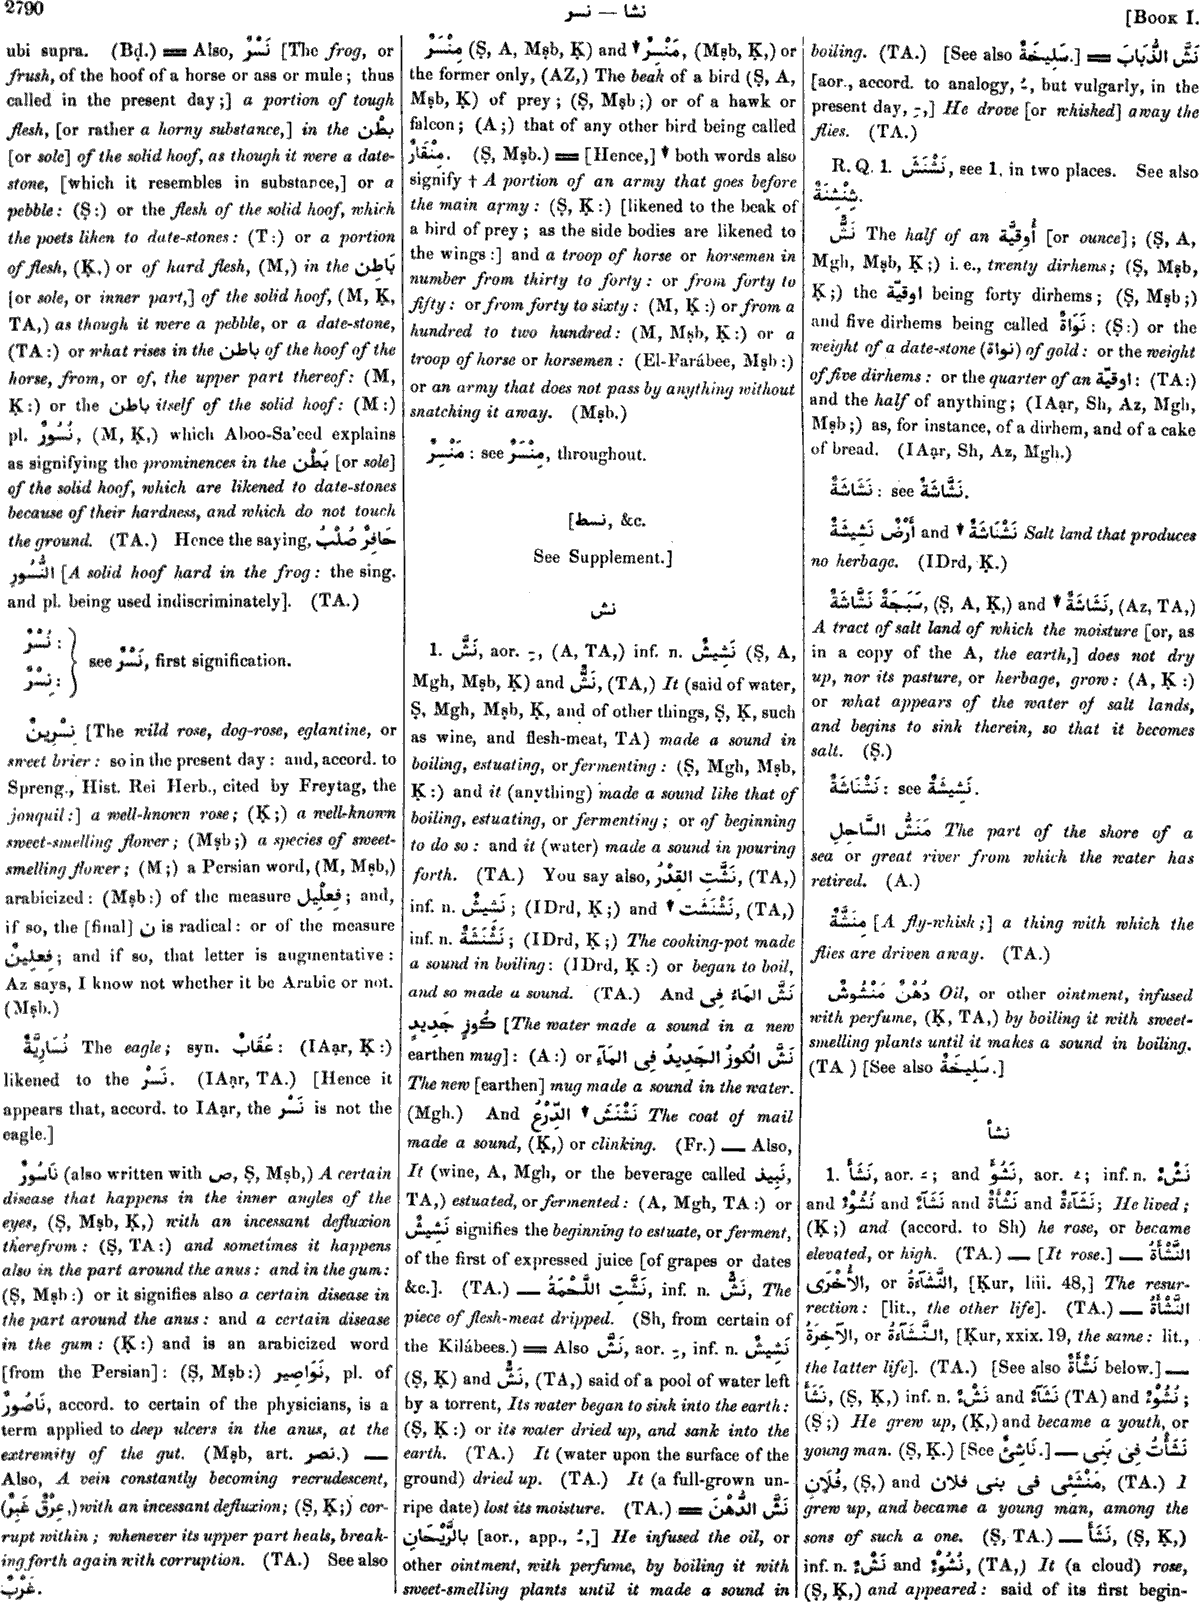 2790
نشا — نسر
[Book I.
ubi supra. (Bḍ.) ══ Also, نَسْرٌ [The frog, or
frush, of the hoof of a horse or ass or mule; thus
called in the present day;] a portion of tough
flesh, [or rather a horny substance,] in the بطْن
[or sole] of the solid hoof, as though it were a date-
stone, [which it resembles in substance,] or a
pebble: (Ṣ:) or the flesh of the solid hoof, which
the poets liken to date-stones: (T:) or a portion
of flesh, (Ḳ,) or of hard flesh, (M,) in the بَاطِن
[or sole, or inner part,] of the solid hoof, (M, Ḳ,
TA,) as though it were a pebble, or a date-stone,
(TA:) or what rises in the باطن of the hoof of the
horse, from, or of, the upper part thereof: (M,
Ḳ:) or the باطن itself of the solid hoof: (M:)
pl. نُسُورٌ, (M, Ḳ,) which Aboo-Sa'eed explains
as signifying the prominences in the بَطْن [or sole]
of the solid hoof, which are likened to date-stones
because of their hardness, and which do not touch
the ground. (TA.) Hence the saying, حَافِرٌ صُلْبُ
النُّسُورِ [A solid hoof hard in the frog: the sing.
and pl. being used indiscriminately]. (TA.)
نُسْرٌ:
نِسْرٌ: } see نَسْرٌ, first signification.
نِسْرِينٌ [The wild rose, dog-rose, eglantine, or
sweet brier: so in the present day: and, accord. to
Spreng., Hist. Rei Herb., cited by Freytag, the
jonquil:] a well-known rose; (Ḳ;) a well-known
sweet-smelling flower; (Mṣb;) a species of sweet-
smelling flower; (M;) a Persian word, (M, Mṣb,)
arabicized: (Mṣb:) of the measure فِعْلِيل; and,
if so, the [final] ن is radical: or of the measure
فِعْلِينٌ; and if so, that letter is augmentative:
Az says, I know not whether it be Arabic or not.
(Mṣb.)
نُسَارِيَّةٌ The eagle; syn. عُقَابٌ: (IAạr, Ḳ:)
likened to the نَسْر. (IAạr, TA.) [Hence it
appears that, accord. to IAạr, the نَسْر is not the
eagle.]
نَاسُورٌ (also written with ص, Ṣ, Mṣb,) A certain
disease that happens in the inner angles of the
eyes, (Ṣ, Mṣb, Ḳ,) with an incessant defluxion
therefrom: (Ṣ, TA:) and sometimes it happens
also in the part around the anus: and in the gum:
(Ṣ, Mṣb:) or it signifies also a certain disease in
the part around the anus: and a certain disease
in the gum: (Ḳ:) and is an arabicized word
[from the Persian]: (Ṣ, Mṣb:) نَوَاصِير, pl. of
نَاصُورٌ, accord. to certain of the physicians, is a
term applied to deep ulcers in the anus, at the
extremity of the gut. (Mṣb, art. نصر.) —
Also, A vein constantly becoming recrudescent,
(عِرْقٌ غَبِرٌ,) with an incessant defluxion; (Ṣ, Ḳ;) cor-
rupt within; whenever its upper part heals, break-
ing forth again with corruption. (TA.) See also
غَرْبٌ.
مِنْسَرٌ (Ṣ, A, Mṣb, Ḳ) and ♦ مَنْسِرٌ, (Mṣb, Ḳ,) or
the former only, (AZ,) The beak of a bird (Ṣ, A,
Mṣb, Ḳ) of prey; (Ṣ, Mṣb;) or of a hawk or
falcon; (A;) that of any other bird being called
مِنْقَارٌ. (Ṣ, Mṣb.) ══ [Hence,] ♦ both words also
signify † A portion of an army that goes before
the main army: (Ṣ, Ḳ:) [likened to the beak of
a bird of prey; as the side bodies are likened to
the wings:] and a troop of horse or horsemen in
number from thirty to forty: or from forty to
fifty: or from forty to sixty: (M, Ḳ:) or from a
hundred to two hundred: (M, Mṣb, Ḳ:) or a
troop of horse or horsemen: (El-Farábee, Mṣb:)
or an army that does not pass by anything without
snatching it away. (Mṣb.)
مَنْسِرٌ: see مِنْسَرٌ, throughout.
[نسط, &c.
See Supplement.]
نش
1. نَشَّ, aor. ـِ, (A, TA,) inf. n. نَشِيشٌ (Ṣ, A,
Mgh, Mṣb, Ḳ) and نَشٌّ, (TA,) It (said of water,
Ṣ, Mgh, Mṣb, Ḳ, and of other things, Ṣ, Ḳ, such
as wine, and flesh-meat, TA) made a sound in
boiling, estuating, or fermenting: (Ṣ, Mgh, Mṣb,
Ḳ:) and it (anything) made a sound like that of
boiling, estuating, or fermenting; or of beginning
to do so: and it (water) made a sound in pouring
forth. (TA.) You say also, نَشَّتِ القِدْرُ, (TA,)
inf. n. نَشِيشٌ; (IDrd, Ḳ;) and ♦ نَشْنَشَت, (TA,)
inf. n. نَشْنَشَةٌ; (IDrd, Ḳ;) The cooking-pot made
a sound in boiling: (IDrd, Ḳ:) or began to boil,
and so made a sound. (TA.) And نَشَّ المَاءُ فِى
كُوزٍ جَدِيدٍ [The water made a sound in a new
earthen mug]: (A:) or نَشَّ الكُوزُ الجَدِيدُ فِى المَآءِ
The new [earthen] mug made a sound in the water.
(Mgh.) And نَشْنَشَ ♦ الدِّرْعُ The coat of mail
made a sound, (Ḳ,) or clinking. (Fr.) — Also,
It (wine, A, Mgh, or the beverage called نَبِيذ,
TA,) estuated, or fermented: (A, Mgh, TA:) or
نَشِيشٌ signifies the beginning to estuate, or ferment,
of the first of expressed juice [of grapes or dates
&c.]. (TA.) — نَشَّتِ اللَّحْمَةُ, inf. n. نَشٌّ, The
piece of flesh-meat dripped. (Sh, from certain of
the Kilábees.) ══ Also نَشَّ, aor. ـِ, inf. n. نَشِيشٌ
(Ṣ, Ḳ) and نَشٌّ, (TA,) said of a pool of water left
by a torrent, Its water began to sink into the earth:
(Ṣ, Ḳ:) or its water dried up, and sank into the
earth. (TA.) It (water upon the surface of the
ground) dried up. (TA.) It (a full-grown un-
ripe date) lost its moisture. (TA.) ══ نَشَّ الدُّهْنَ
بِالرَّيْحَانِ [aor., app., ـُ,] He infused the oil, or
other ointment, with perfume, by boiling it with
sweet-smelling plants until it made a sound in
boiling. (TA.) [See also سَلِيخَةٌ.] ══ نَشَّ الذُّبَابَ
[aor., accord. to analogy, ـُ, but vulgarly, in the
present day, ـِ,] He drove [or whished] away the
flies. (TA.)
R. Q. 1. نَشْنَشَ, see 1, in two places. See also
شِنْشِنَةٌ.
نَشٌّ The half of an أُوقِيَّة [or ounce]; (Ṣ, A,
Mgh, Mṣb, Ḳ;) i. e., twenty dirhems; (Ṣ, Mṣb,
Ḳ;) the اوقيّة being forty dirhems; (Ṣ, Mṣb;)
and five dirhems being called نَوَاةٌ: (Ṣ:) or the
weight of a date-stone (نواة) of gold: or the weight
of five dirhems: or the quarter of an اوقيّة: (TA:)
and the half of anything; (IAạr, Sh, Az, Mgh,
Mṣb;) as, for instance, of a dirhem, and of a cake
of bread. (IAạr, Sh, Az, Mgh.)
نَشَاشَةٌ: see نَشَّاشَةٌ.
أَرْضٌ نَشِيشَةٌ and ♦ نَشْنَاشَةٌ Salt land that produces
no herbage. (IDrd, Ḳ.)
سَبَخَةٌ نَشَّاشَةٌ, (Ṣ, A, Ḳ,) and ♦ نَشَاشَةٌ, (Az, TA,)
A tract of salt land of which the moisture [or, as
in a copy of the A, the earth,] does not dry
up, nor its pasture, or herbage, grow: (A, Ḳ:)
or what appears of the water of salt lands,
and begins to sink therein, so that it becomes
salt. (Ṣ.)
نَشْنَاشَةٌ: see نَشِيشَةٌ.
مَنَشُّ السَّاحِلِ The part of the shore of a
sea or great river from which the water has
retired. (A.)
مِنَشَّةٌ [A fly-whisk;] a thing with which the
flies are driven away. (TA.)
دُهْنٌ مَنْشُوشٌ Oil, or other ointment, infused
with perfume, (Ḳ, TA,) by boiling it with sweet-
smelling plants until it makes a sound in boiling.
(TA) [See also سَلِيخَةٌ.]
نشأ
1. نَشَأَ, aor. ـَ; and نَشُؤَ, aor. ـُ; inf. n. نَشْءٌ
and نُشُوْءٌ and نَشَآءٌ and نَشْأَةٌ and نَشَآءَةٌ; He lived;
(Ḳ;) and (accord. to Sh) he rose, or became
elevated, or high. (TA.) — [It rose.] — النَّشْأَةُ
الأُخْرَى, or النَّشَآءَةُ, [Ḳur, liii. 48,] The resur-
rection: [lit., the other life]. (TA.) — النَّشْأَةُ
الآخِرَةُ, or النَّشَآءَةُ, [Ḳur, xxix. 19, the same: lit.,
the latter life]. (TA.) [See also نَشْأَةٌ below.] —
نَشَأَ, (Ṣ, Ḳ,) inf. n. نَشْءٌ and نَشَآءٌ (TA) and نُشُوْءٌ;
(Ṣ;) He grew up, (Ḳ,) and became a youth, or
young man. (Ṣ, Ḳ.) [See نَاشِئٌ.] — نَشَأْتُ فِى بَنِى
فُلَانٍ, (Ṣ,) and مَنْشَئِى فى بنى فلان, (TA.) I
grew up, and became a young man, among the
sons of such a one. (Ṣ, TA.) — نَشَأَ, (Ṣ, Ḳ,)
inf. n. نَشْءٌ and نُشُوْءٌ, (TA,) It (a cloud) rose,
(Ṣ, Ḳ,) and appeared: said of its first begin-